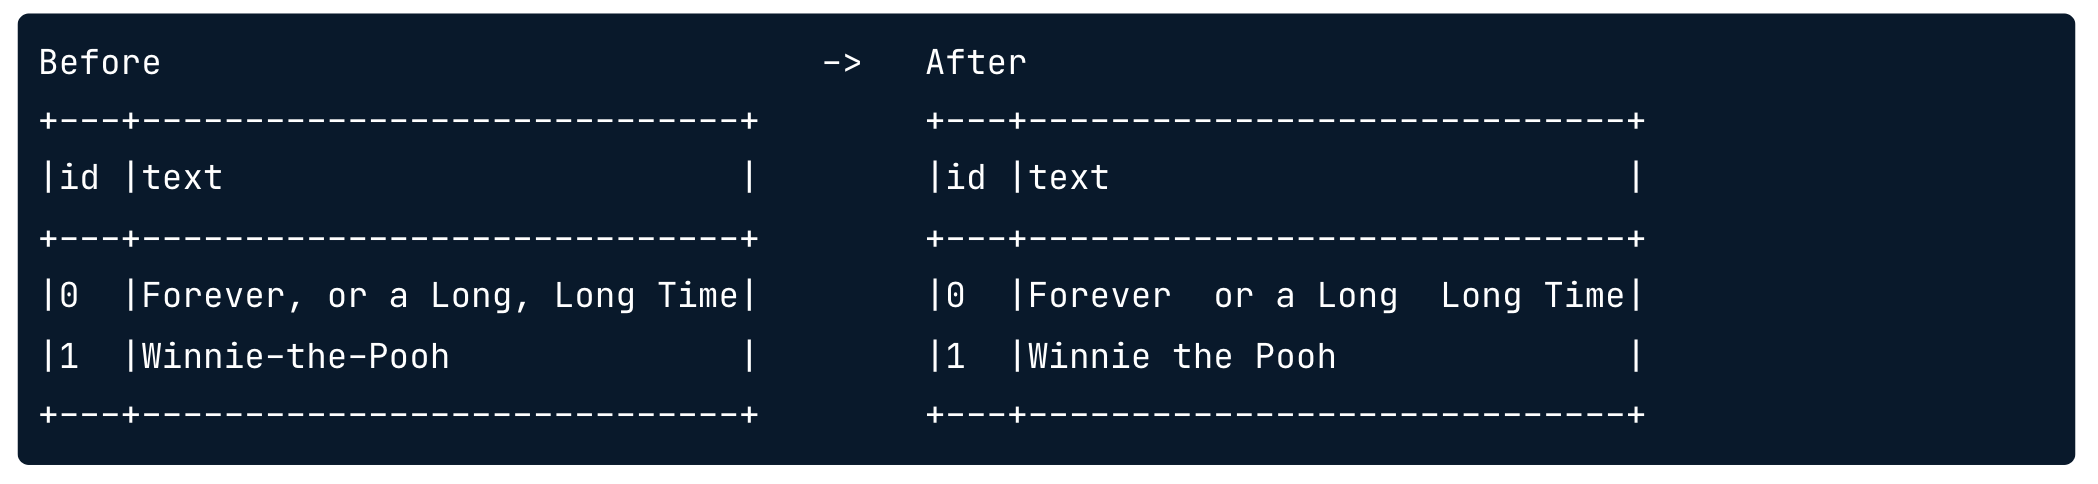 Before                                ->   After
+---+-----------------------------+        +---+-----------------------------+
|id |text                         |        |id |text                         |
+---+-----------------------------+        +---+-----------------------------+
|0  |Forever, or a Long, Long Time|        |0  |Forever  or a Long  Long Time|
|1  |Winnie-the-Pooh              |        |1  |Winnie the Pooh              |
+---+-----------------------------+        +---+-----------------------------+